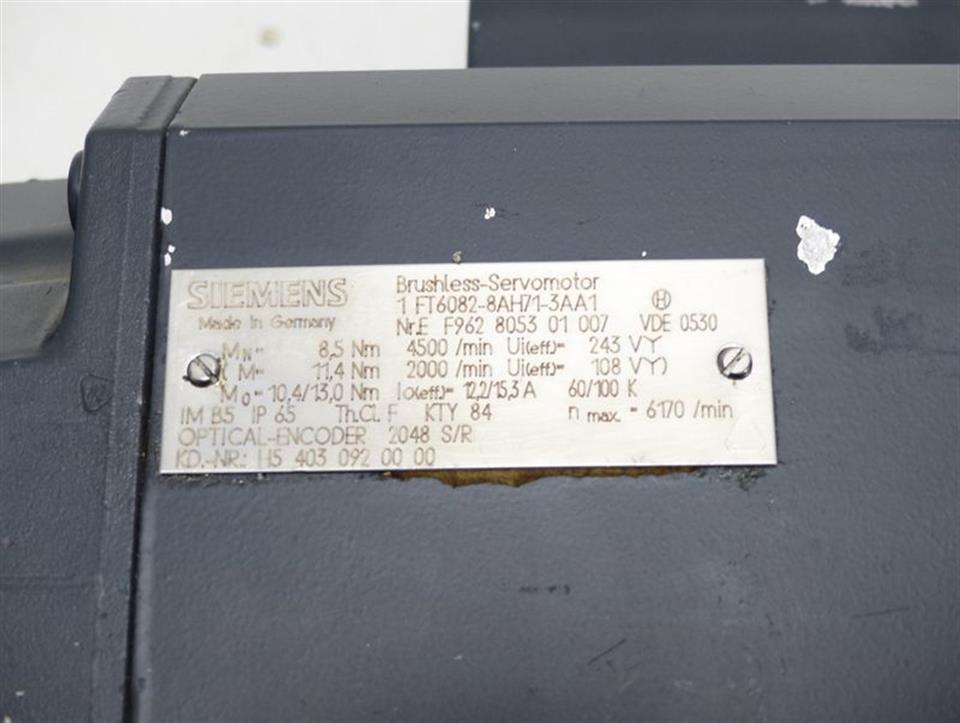 SIEMENS Brushless-Servomotor
1 FT6082-8AH71-3AA1 Ⓗ
Made in Germany Nr.E F962 8053 01 007 VDE 0530
MN= 8,5 Nm 4500 /min Ui(eff.)= 243 VY
( M= 11,4 Nm 2000 /min Ui(eff.)= 108 VY)
Mo=10,4/13,0 Nm Io(eff.)= 12,2/15,3 A 60/100 K
IM B5 IP 65 Th.Cl. F KTY 84 n max. = 6170 /min
OPTICAL-ENCODER 2048 S/R
KD.-NR.: H5 403 092 00 00